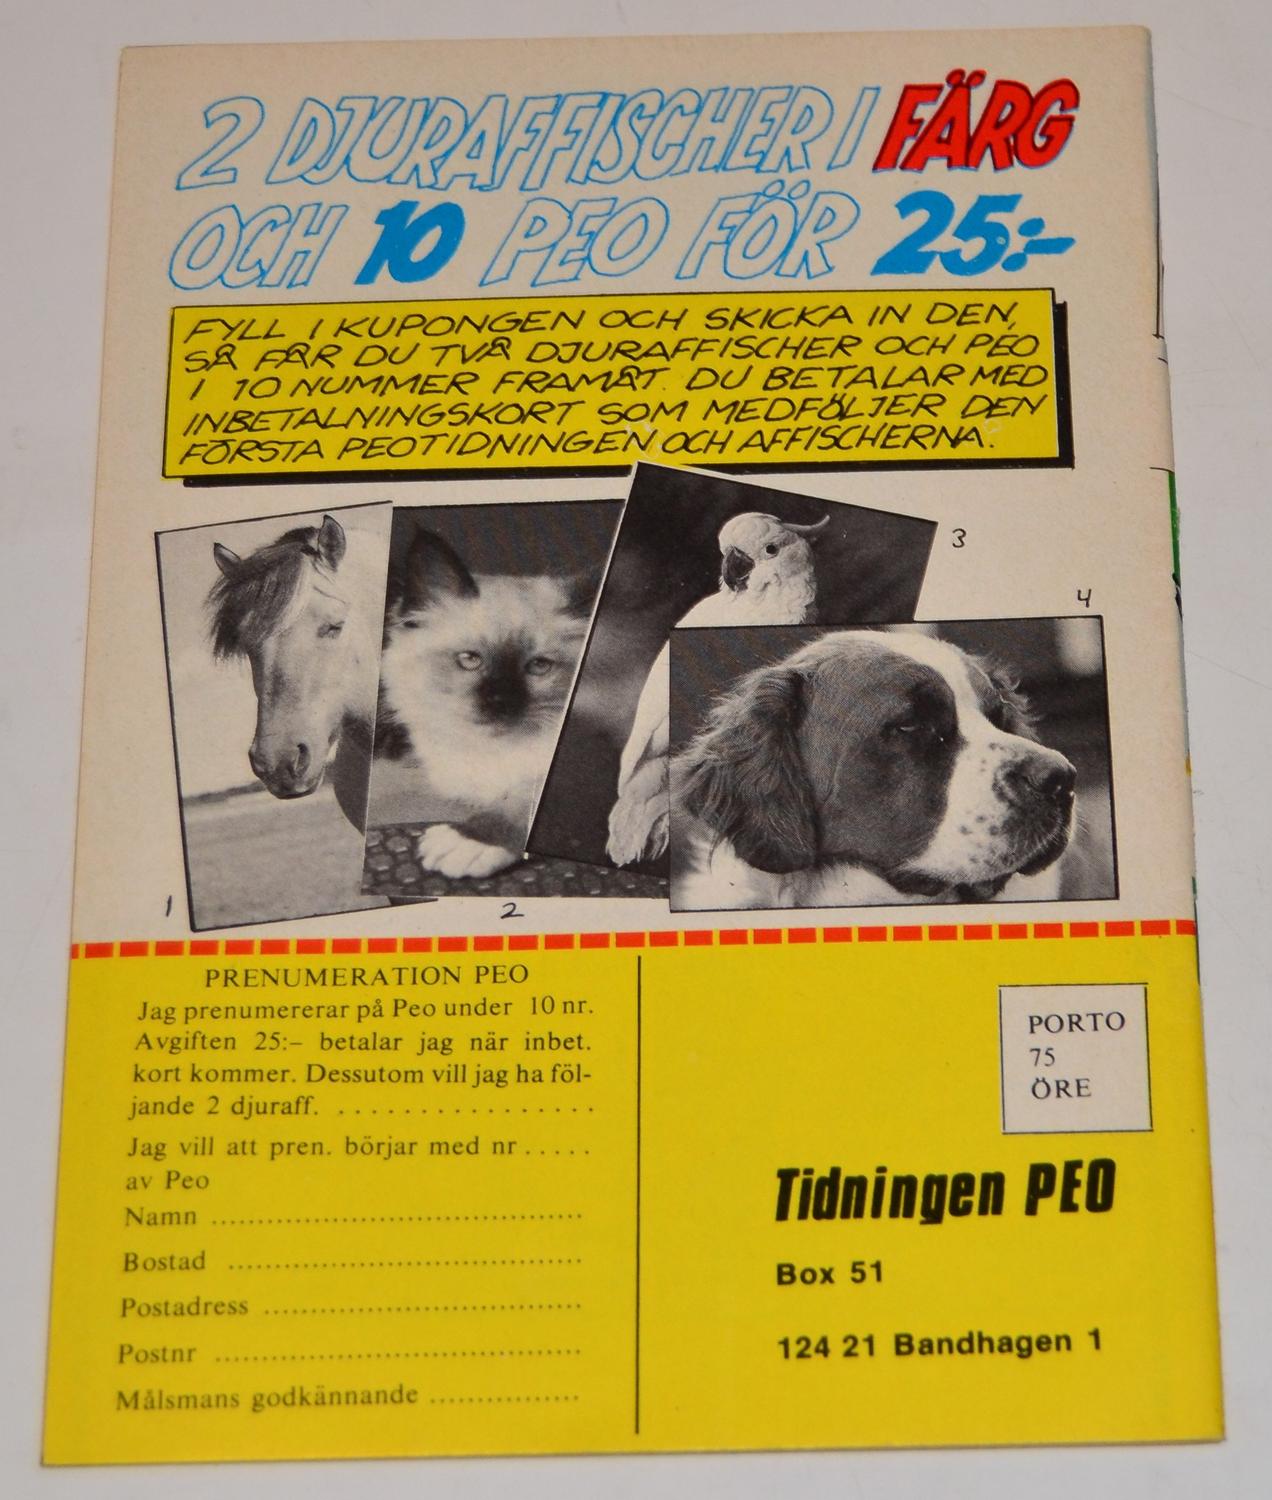 2 DJURAFFISCHER I FÄRG
OCH 10 PEO FÖR 25:-
FYLL I KUPONGEN OCH SKICKA IN DEN,
SÅ FÅR DU TVÅ DJURAFFISCHER OCH PEO
I 10 NUMMER FRAMÅT. DU BETALAR MED
INBETALNINGSKORT SOM MEDFÖLJER DEN
FÖRSTA PEOTIDNINGEN OCH AFFISCHERNA.
3
4
1
2
PRENUMERATION PEO
Jag prenumererar på Peo under 10 nr.
Avgiften 25:– betalar jag när inbet.
kort kommer. Dessutom vill jag ha föl-
jande 2 djuraff. ................
Jag vill att pren. börjar med nr.....
av Peo
Namn ........................................
Bostad ......................................
Postadress ..................................
Postnr ......................................
Målsmans godkännande ................
PORTO
75
ÖRE
Tidningen PEO
Box 51
124 21 Bandhagen 1